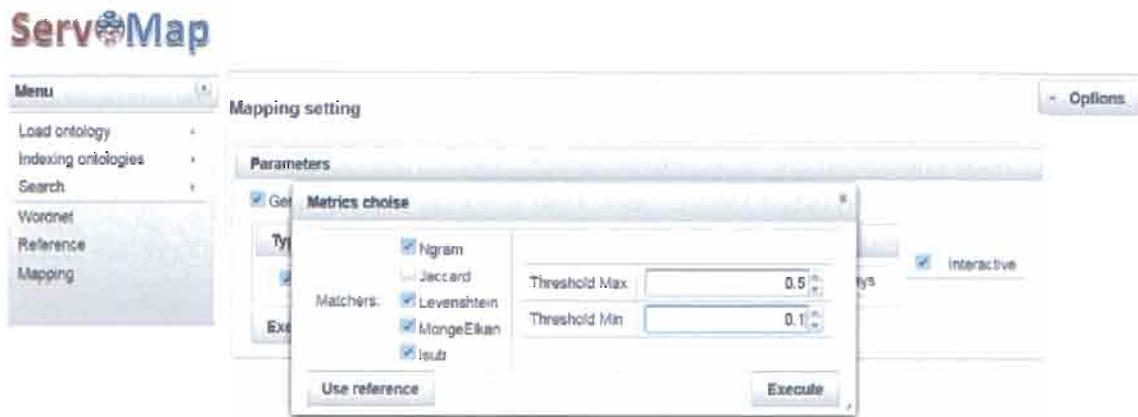 ServOMap
Menu
Load ontology
Indexing ontologies
Search
Wordnet
Reference
Mapping
Options
Mapping setting
Parameters
Metrics choise
Matchers:
Ngram
Jaccard
Levenshtein
MongeElkan
Isub
Threshold Max 0.5
Threshold Min 0.1
Use reference
Execute
Interactive